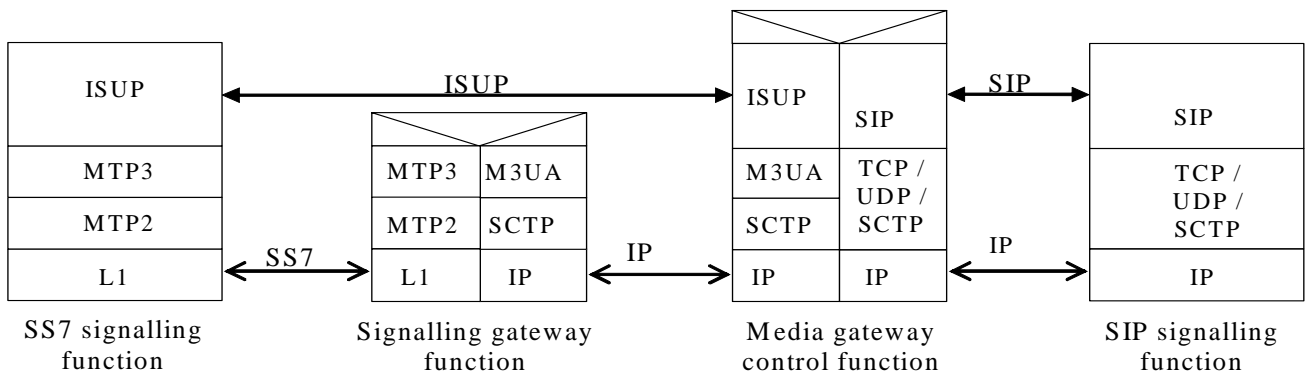 ISUP
MTP3
MTP2
L1
SS7 signalling
function
ISUP
SS7
MTP3
M3UA
MTP2
SCTP
L1
IP
Signalling gateway
function
IP
ISUP
SIP
M3UA
SCTP
TCP /
UDP /
SCTP
IP
IP
Media gateway
control function
SIP
IP
SIP
TCP /
UDP /
SCTP
IP
SIP signalling
function